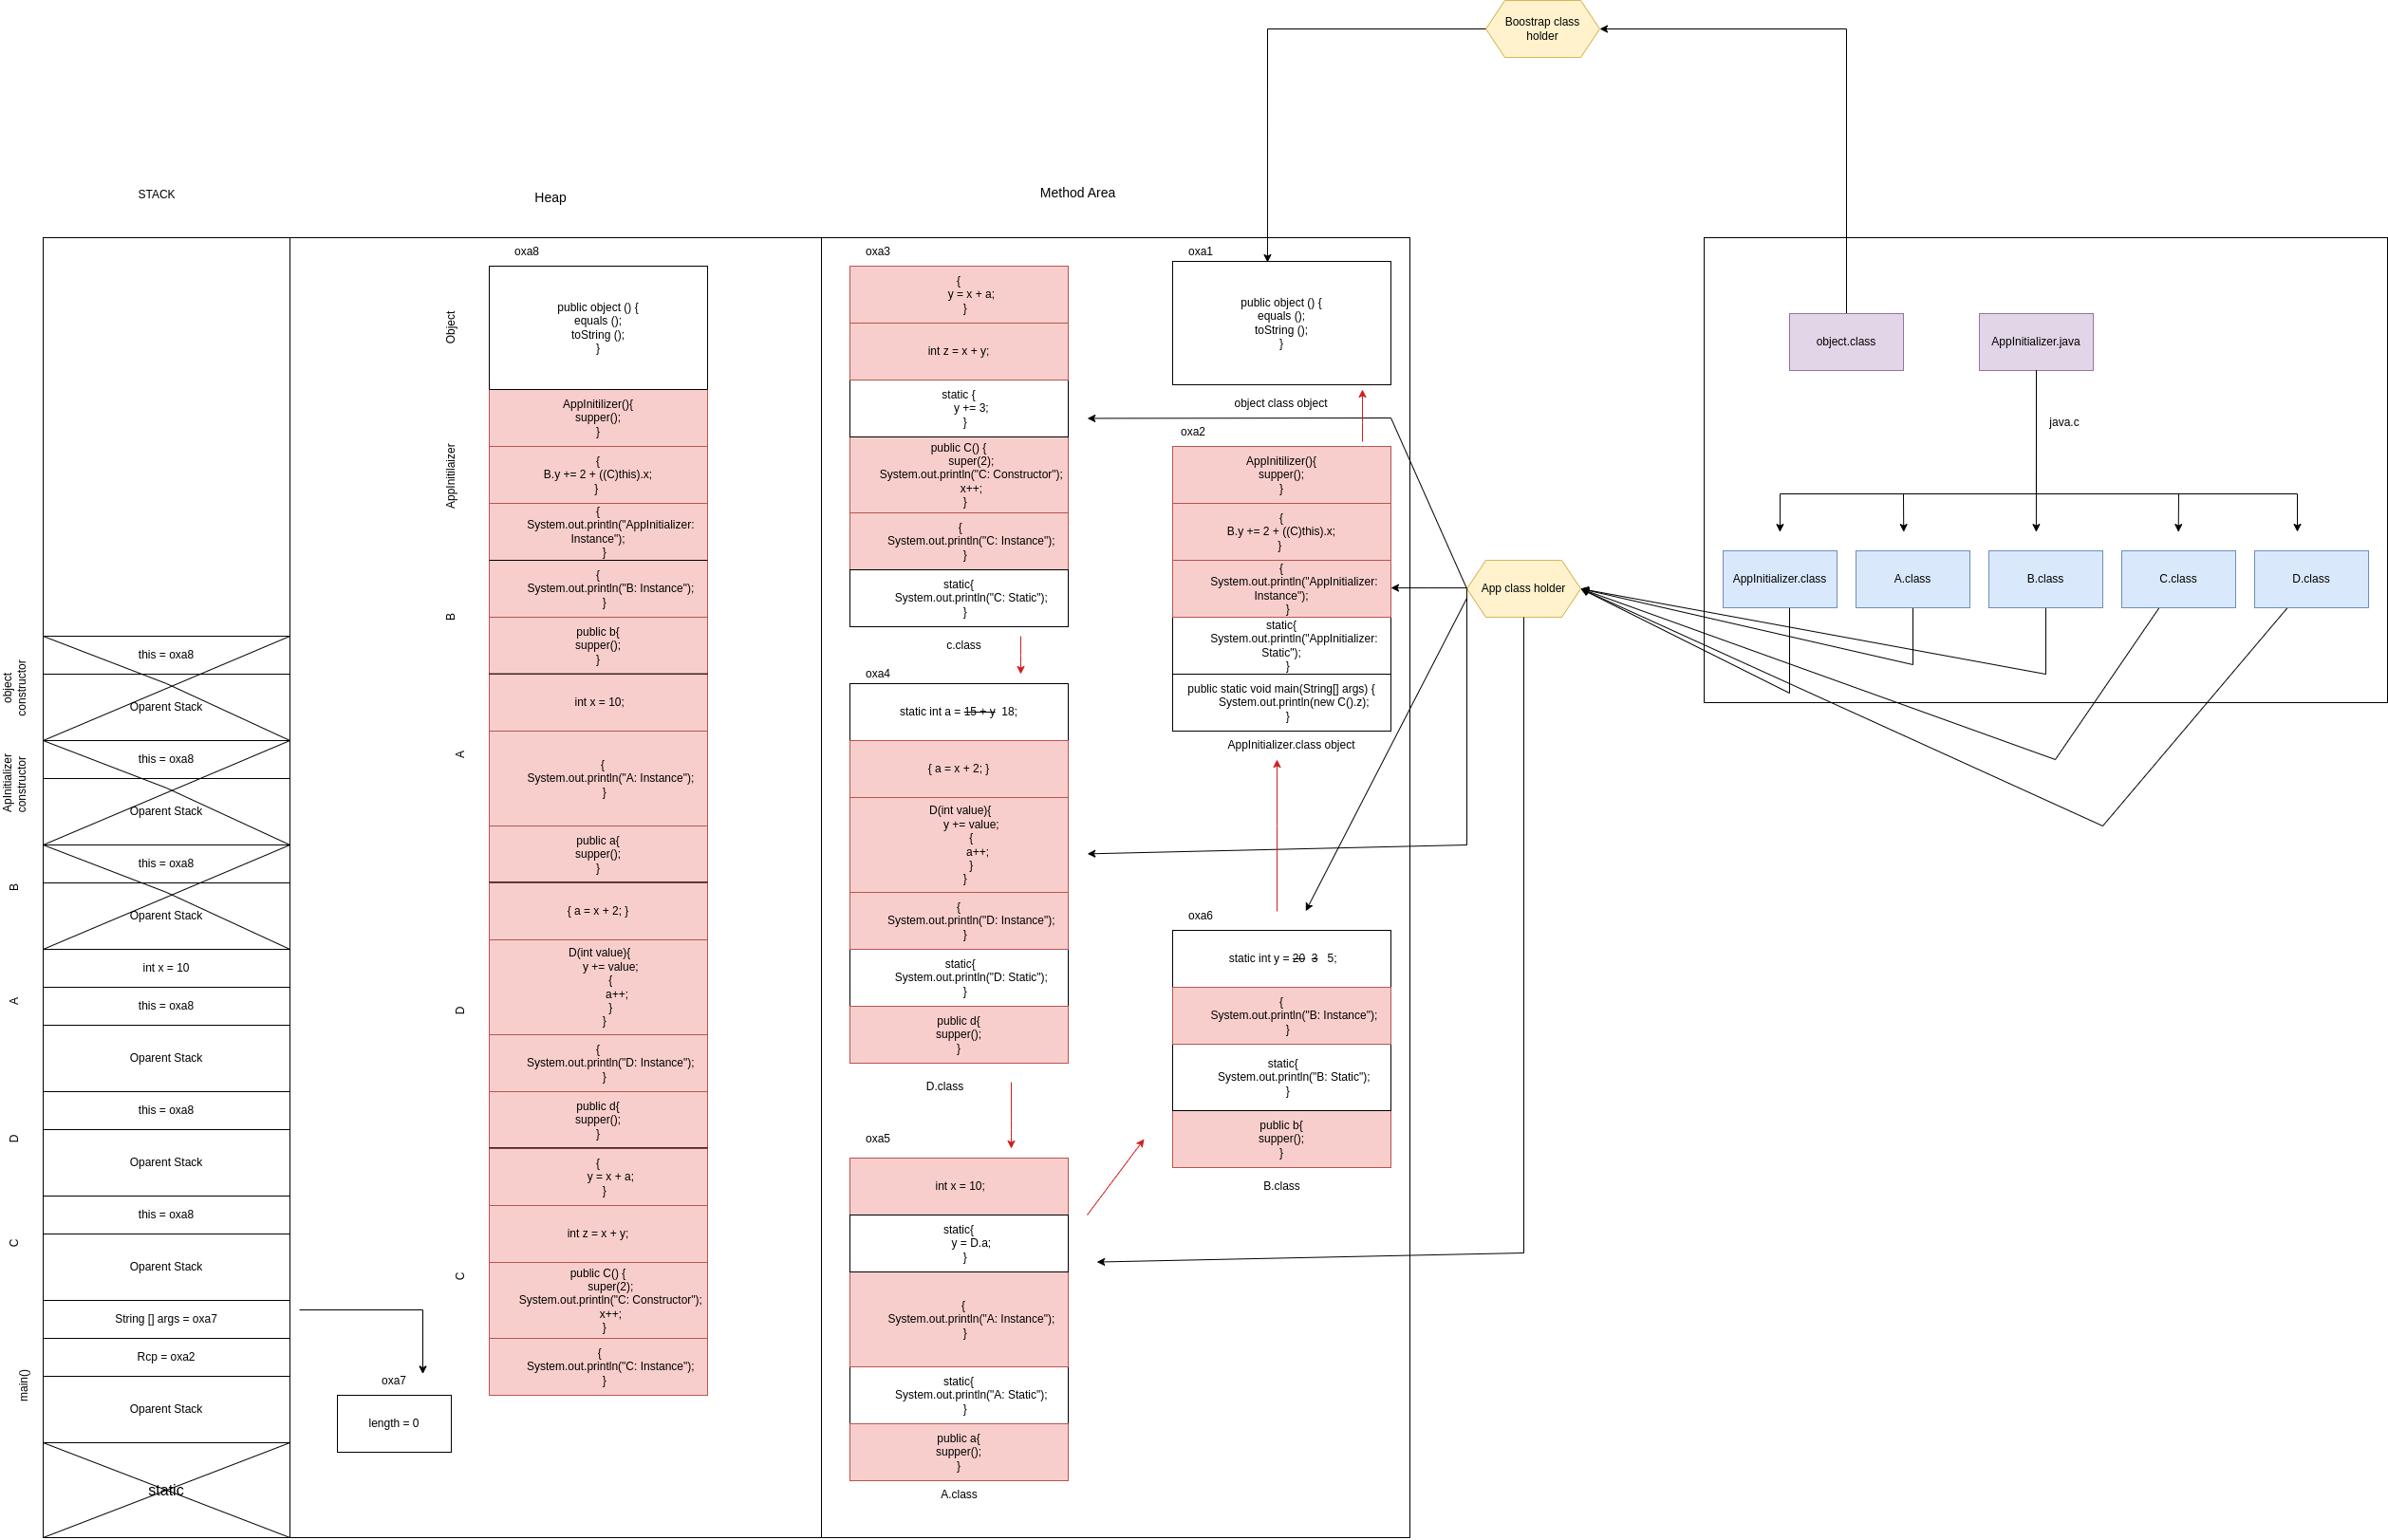 Boostrap class
holder
STACK
Heap
Method Area
object
constructor
ApInitializer
constructor
B
A
D
C
main()
this = oxa8
Oparent Stack
this = oxa8
Oparent Stack
this = oxa8
Oparent Stack
int x = 10
this = oxa8
Oparent Stack
this = oxa8
Oparent Stack
this = oxa8
Oparent Stack
String [] args = oxa7
Rcp = oxa2
Oparent Stack
static
oxa7
length = 0
Object
AppInitilaizer
B
A
D
C
oxa8
public object () {
equals ();
toString ();
}
AppInitilizer(){
supper();
}
{
B.y += 2 + ((C)this).x;
}
{
System.out.println("AppInitializer:
Instance");
}
{
System.out.println("B: Instance");
}
public b{
supper();
}
int x = 10;
{
System.out.println("A: Instance");
}
public a{
supper();
}
{ a = x + 2; }
D(int value){
y += value;
{
a++;
}
}
{
System.out.println("D: Instance");
}
public d{
supper();
}
{
y = x + a;
}
int z = x + y;
public C() {
super(2);
System.out.println("C: Constructor");
x++;
}
{
System.out.println("C: Instance");
}
oxa3
{
y = x + a;
}
int z = x + y;
static {
y += 3;
}
public C() {
super(2);
System.out.println("C: Constructor");
x++;
}
{
System.out.println("C: Instance");
}
static{
System.out.println("C: Static");
}
c.class
oxa4
static int a = 15 + y 18;
{ a = x + 2; }
D(int value){
y += value;
{
a++;
}
}
{
System.out.println("D: Instance");
}
static{
System.out.println("D: Static");
}
public d{
supper();
}
D.class
oxa5
int x = 10;
static{
y = D.a;
}
{
System.out.println("A: Instance");
}
static{
System.out.println("A: Static");
}
public a{
supper();
}
A.class
oxa1
public object () {
equals ();
toString ();
}
object class object
oxa2
AppInitilizer(){
supper();
}
{
B.y += 2 + ((C)this).x;
}
{
System.out.println("AppInitializer:
Instance");
}
static{
System.out.println("AppInitializer:
Static");
}
public static void main(String[] args) {
System.out.println(new C().z);
}
AppInitializer.class object
oxa6
static int y = 20 3 5;
{
System.out.println("B: Instance");
}
static{
System.out.println("B: Static");
}
public b{
supper();
}
B.class
App class holder
object.class
AppInitializer.java
java.c
AppInitializer.class
A.class
B.class
C.class
D.class